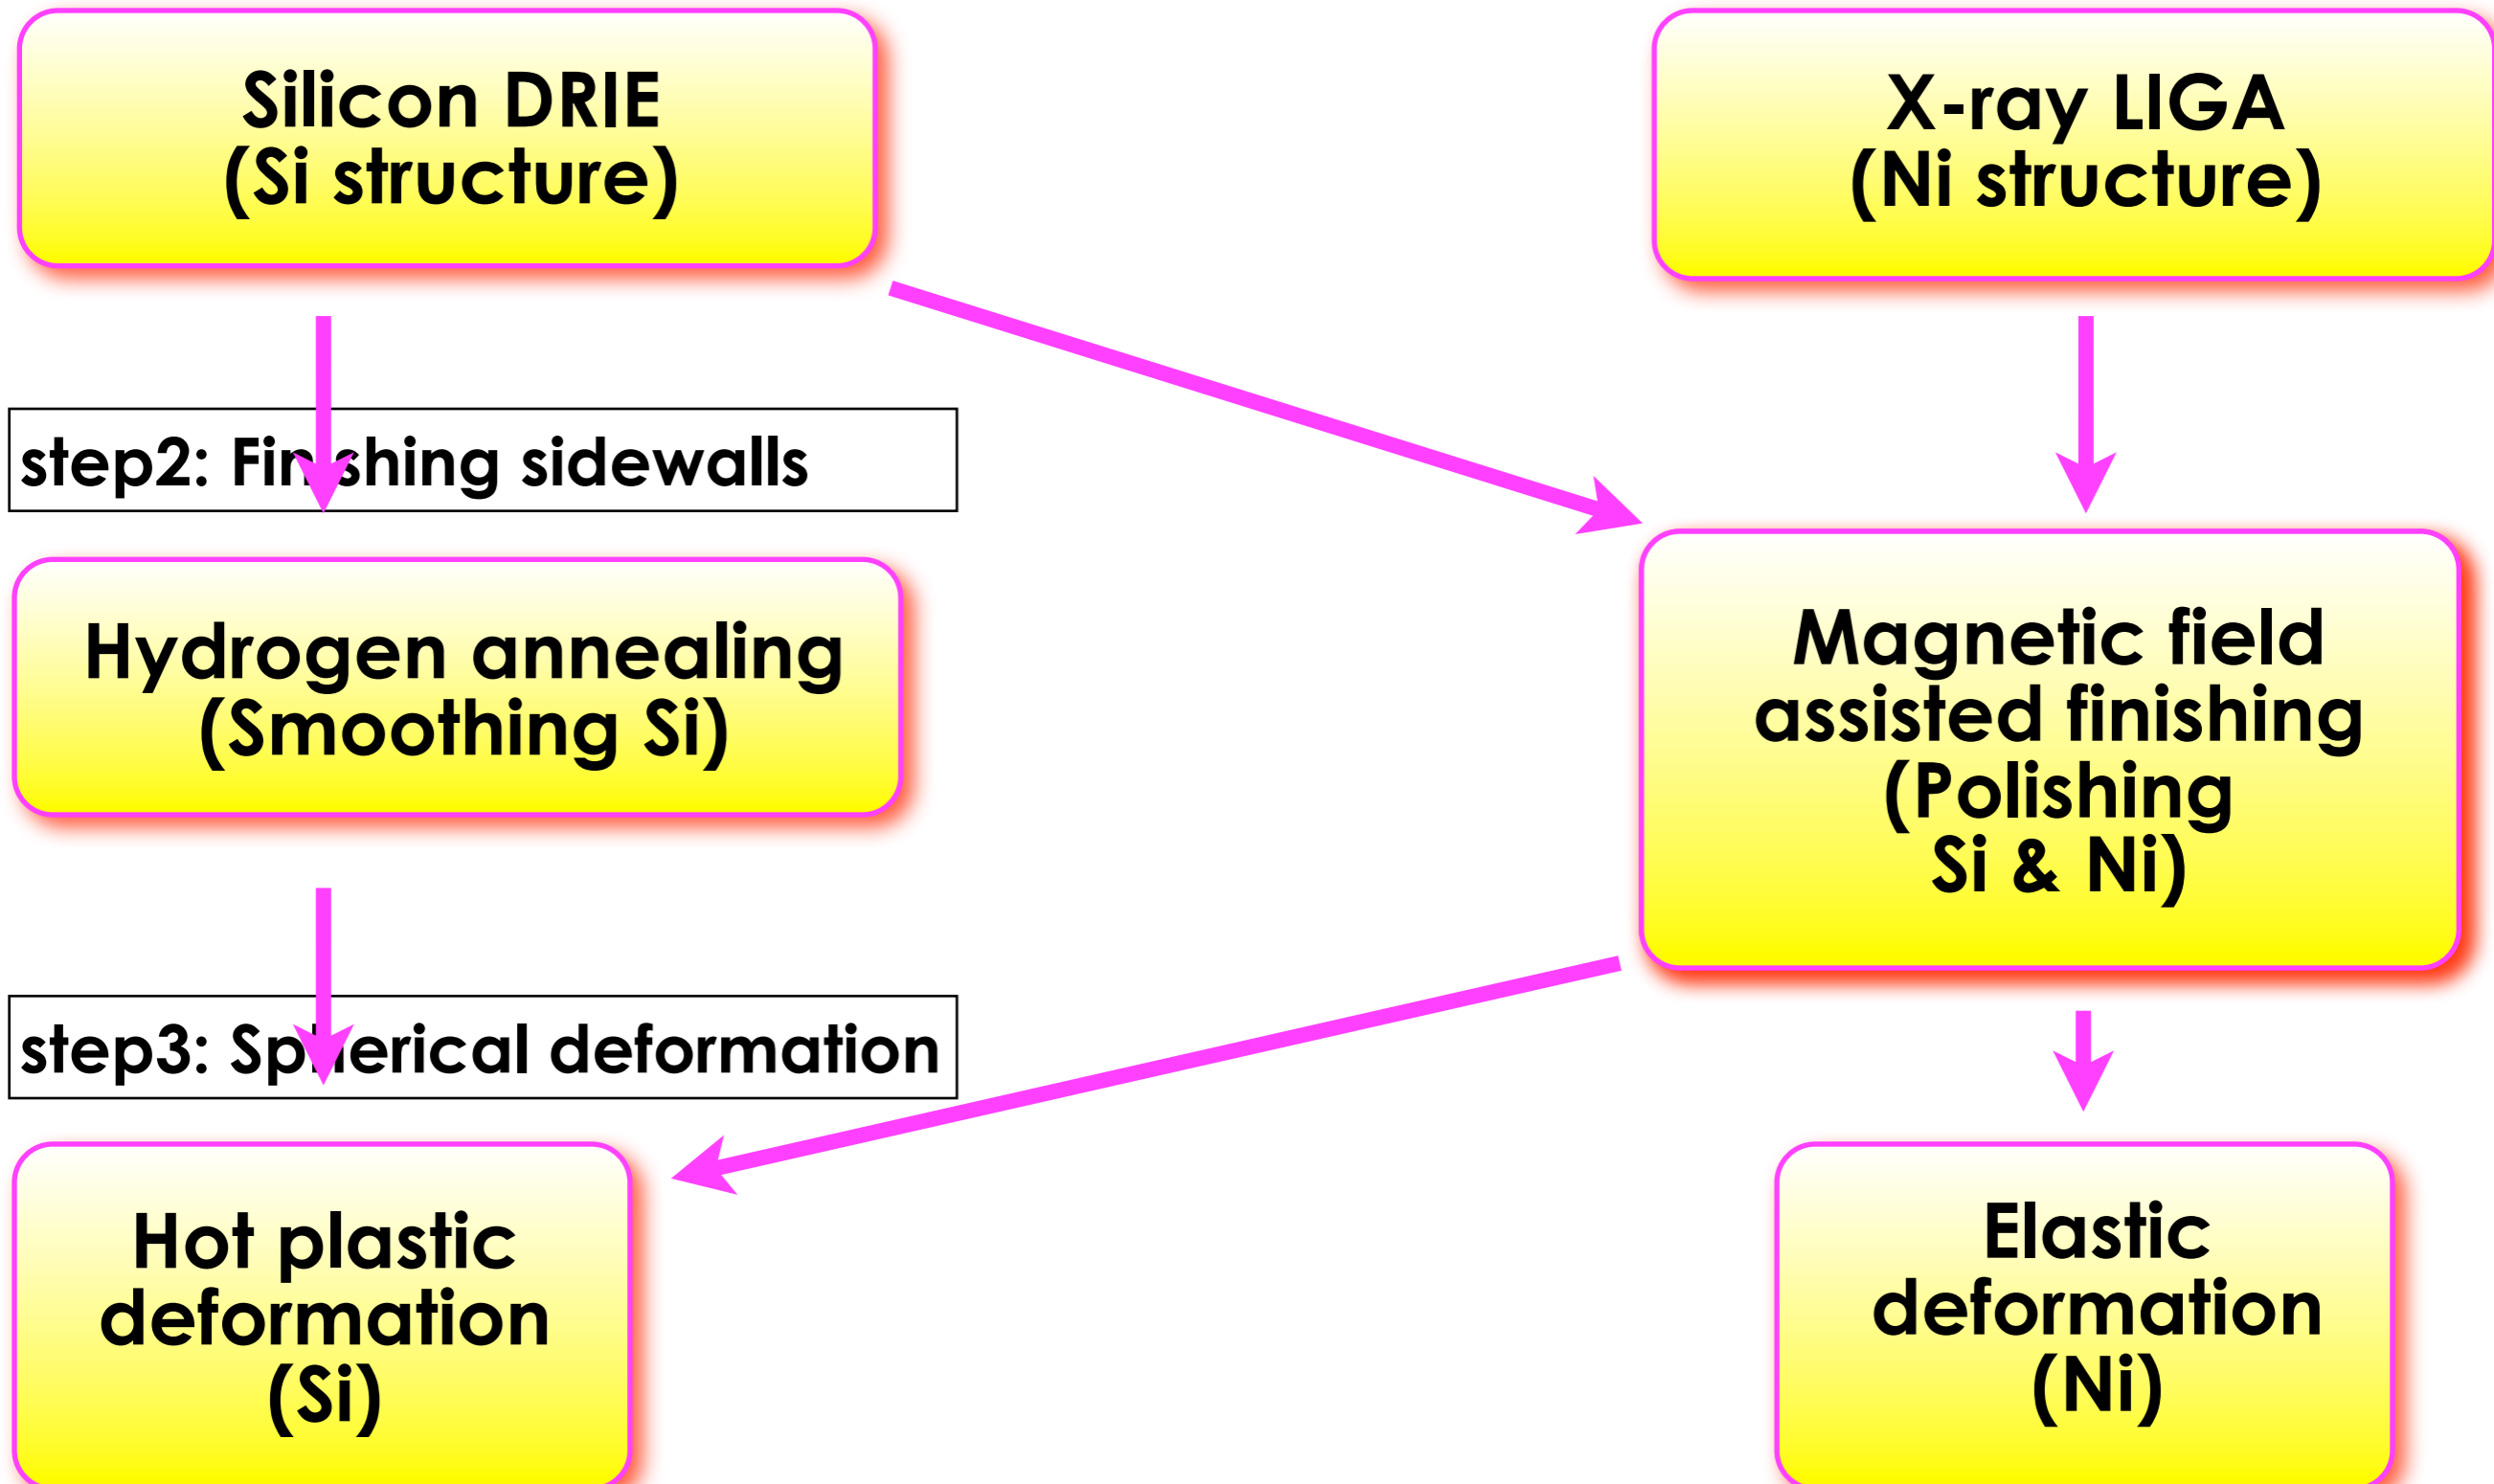 Silicon DRIE
(Si structure)
X-ray LIGA
(Ni structure)
step2: Finishing sidewalls
Hydrogen annealing
(Smoothing Si)
Magnetic field
assisted finishing
(Polishing
Si & Ni)
step3: Spherical deformation
Hot plastic
deformation
(Si)
Elastic
deformation
(Ni)